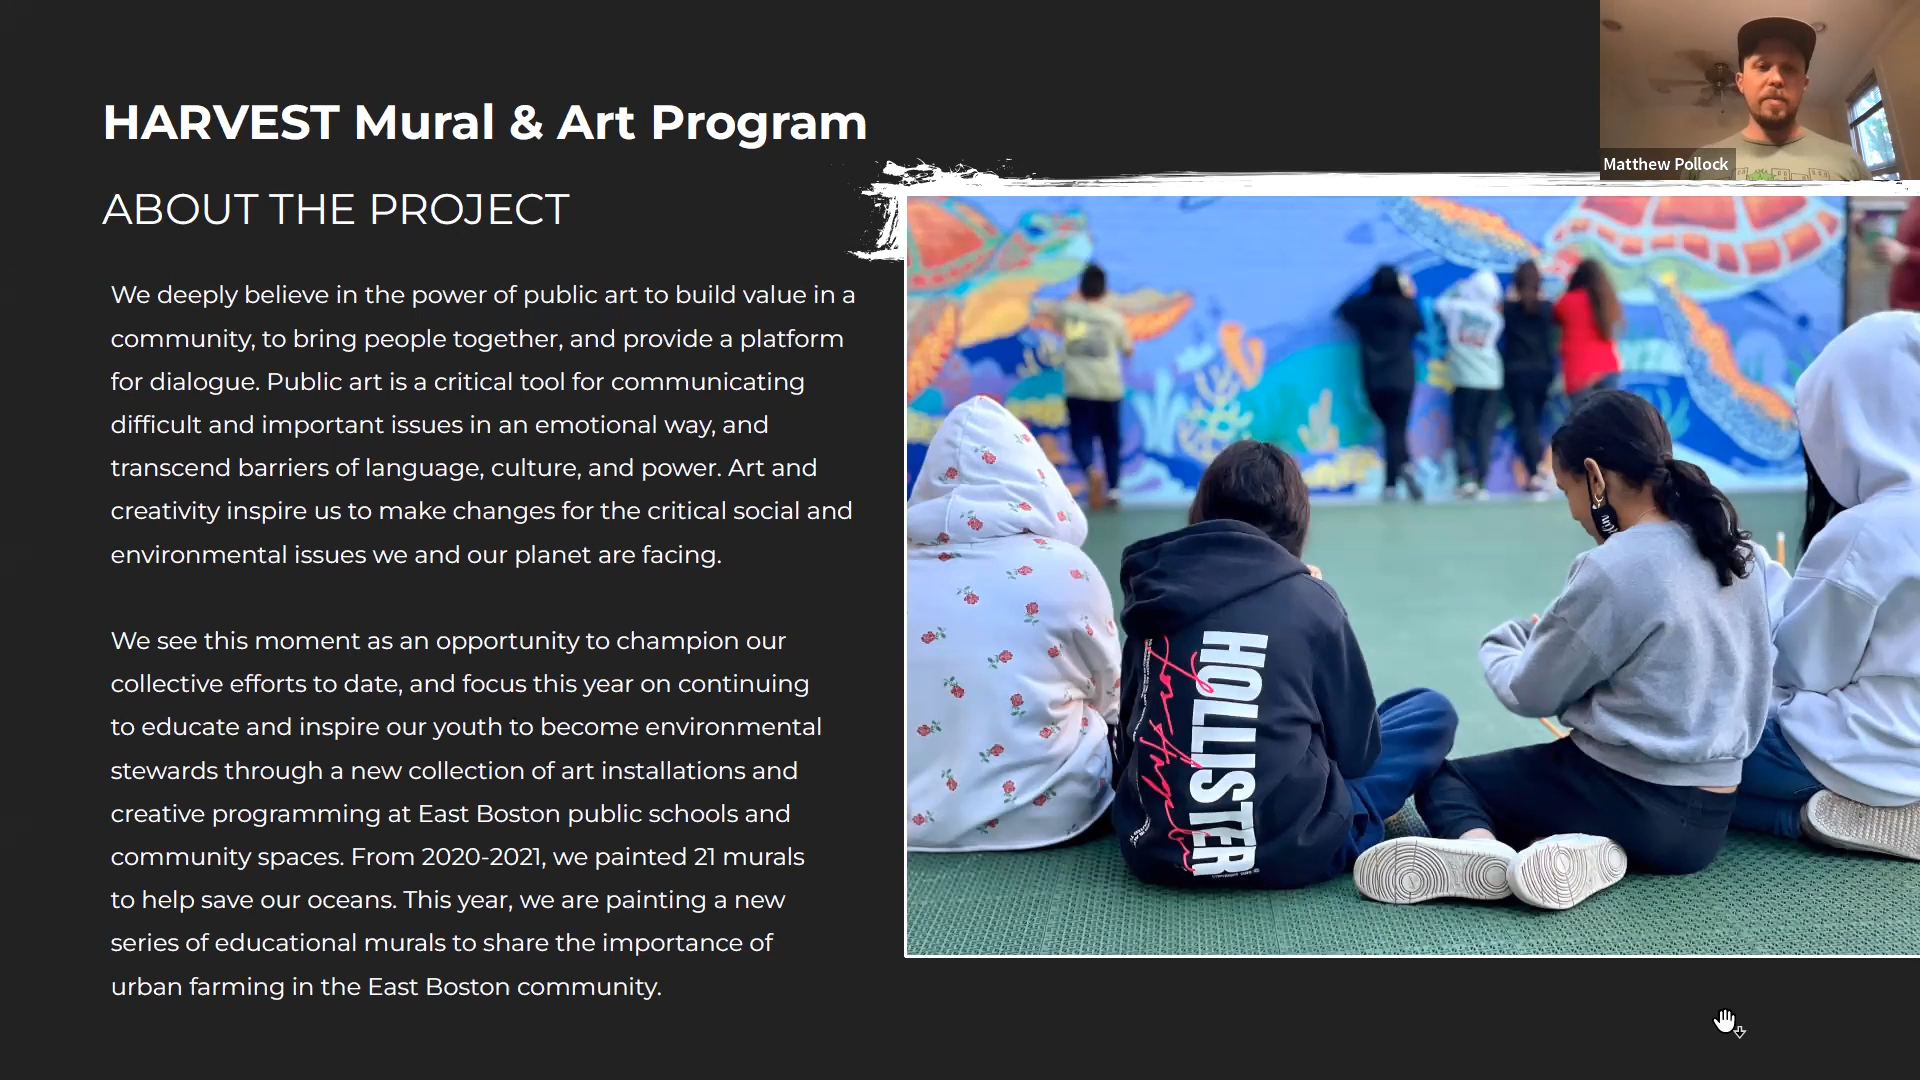 HARVEST Mural & Art Program
Matthew Pollock
ABOUT THE PROJECT
We deeply believe in the power of public art to build value in a
community, to bring people together, and provide a platform
for dialogue. Public art is a critical tool for communicating
difficult and important issues in an emotional way, and
transcend barriers of language, culture, and power. Art and
creativity inspire us to make changes for the critical social and
environmental issues we and our planet are facing.
We see this moment as an opportunity to champion our
collective efforts to date, and focus this year on continuing
to educate and inspire our youth to become environmental
stewards through a new collection of art installations and
creative programming at East Boston public schools and
community spaces. From 2020-2021, we painted 21 murals
to help save our oceans. This year, we are painting a new
series of educational murals to share the importance of
urban farming in the East Boston community.
HOLLISTER